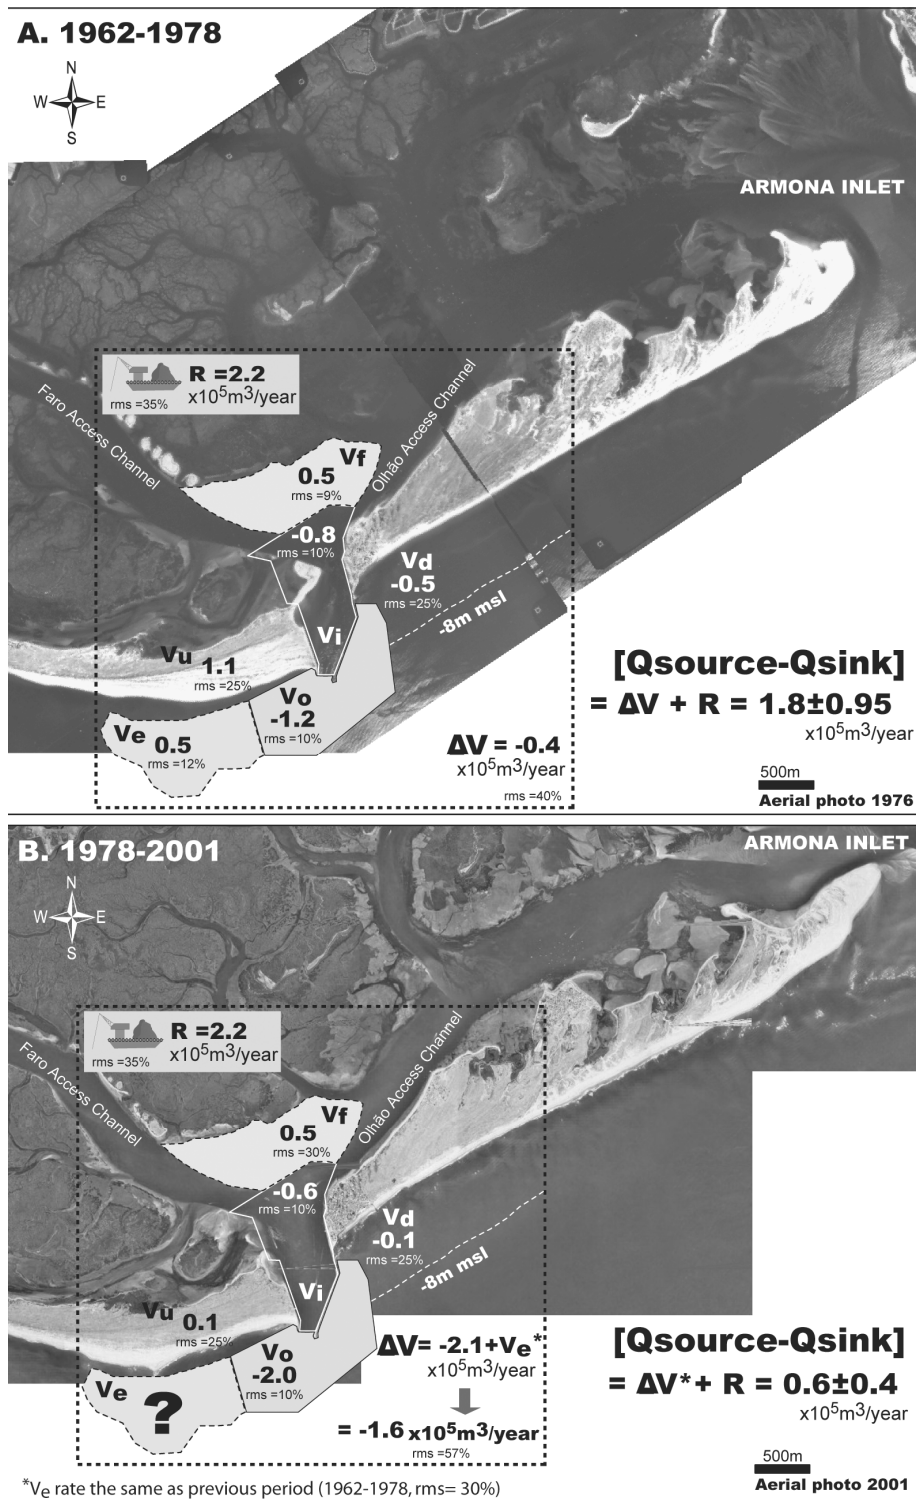 A. 1962-1978
N
W E
S
ARMONA INLET
R =2.2
x10⁵m³/year
rms =35%
Faro Access Channel
Olhão Access Channel
Vf
0.5
rms =9%
-0.8
rms =10%
Vd
-0.5
rms =25%
-8m msl
Vi
Vu 1.1
rms =25%
Vo
-1.2
rms =10%
Ve 0.5
rms =12%
ΔV = -0.4
x10⁵m³/year
rms =40%
[Qsource-Qsink]
= ΔV + R = 1.8±0.95
x10⁵m³/year
500m
Aerial photo 1976
B. 1978-2001
N
W E
S
ARMONA INLET
R =2.2
x10⁵m³/year
rms =35%
Faro Access Channel
Olhão Access Channel
Vf
0.5
rms =30%
-0.6
rms =10%
Vd
-0.1
rms =25%
-8m msl
Vi
Vu 0.1
rms =25%
Vo
-2.0
rms =10%
Ve
?
ΔV= -2.1+Ve*
x10⁵m³/year
= -1.6 x10⁵m³/year
rms =57%
[Qsource-Qsink]
= ΔV*+ R = 0.6±0.4
x10⁵m³/year
500m
Aerial photo 2001
*Ve rate the same as previous period (1962-1978, rms= 30%)